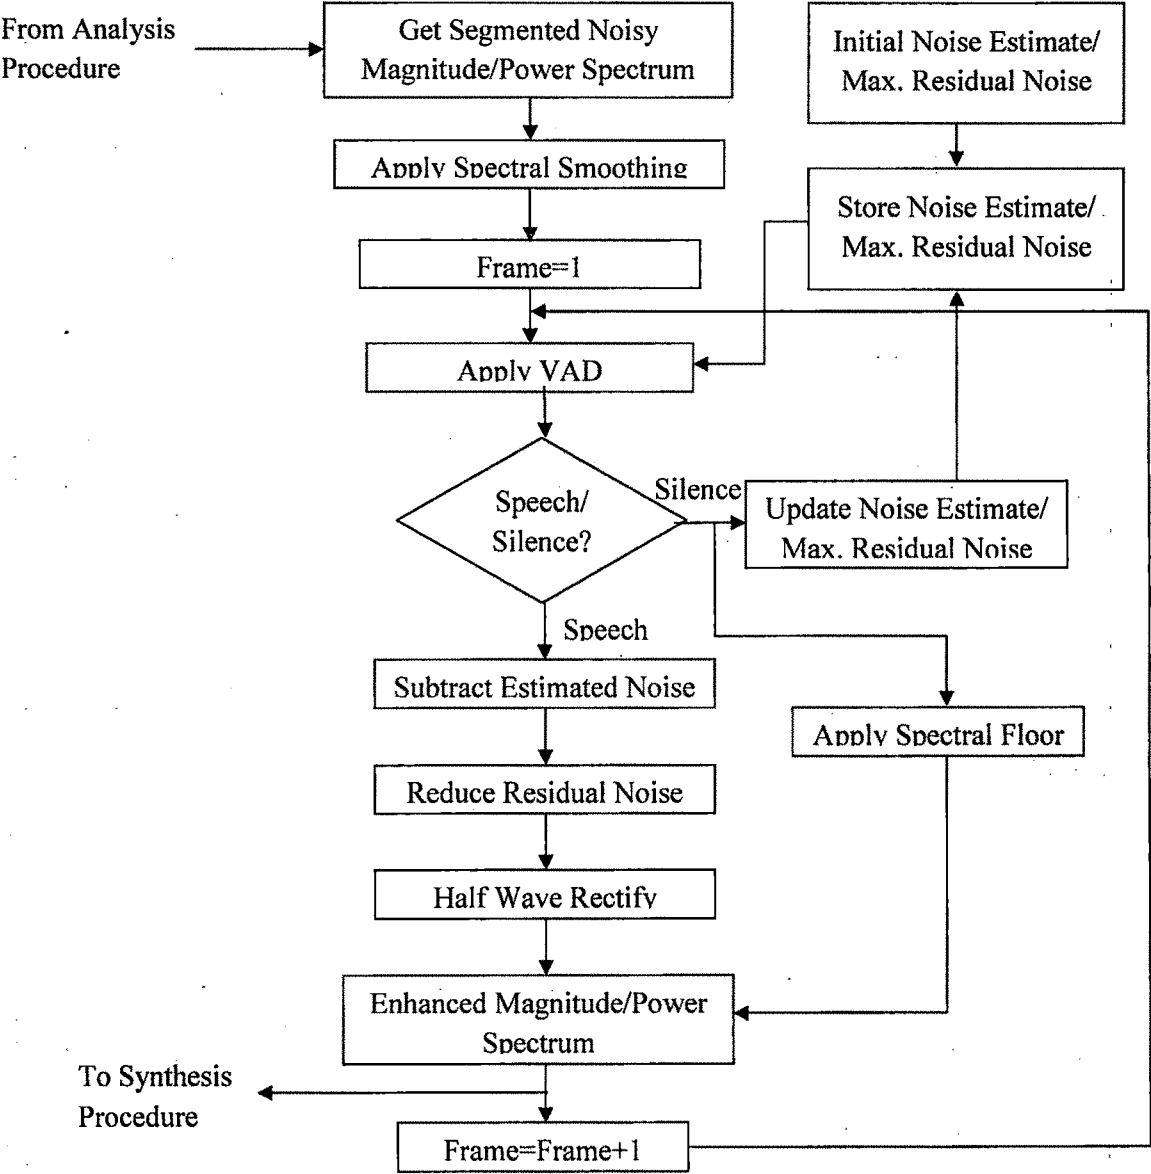 From Analysis
Procedure
Get Segmented Noisy
Magnitude/Power Spectrum
Initial Noise Estimate/
Max. Residual Noise
Apply Spectral Smoothing
Store Noise Estimate/
Max. Residual Noise
Frame=1
Apply VAD
Speech/
Silence?
Silence
Update Noise Estimate/
Max. Residual Noise
Speech
Subtract Estimated Noise
Apply Spectral Floor
Reduce Residual Noise
Half Wave Rectify
Enhanced Magnitude/Power
Spectrum
To Synthesis
Procedure
Frame=Frame+1